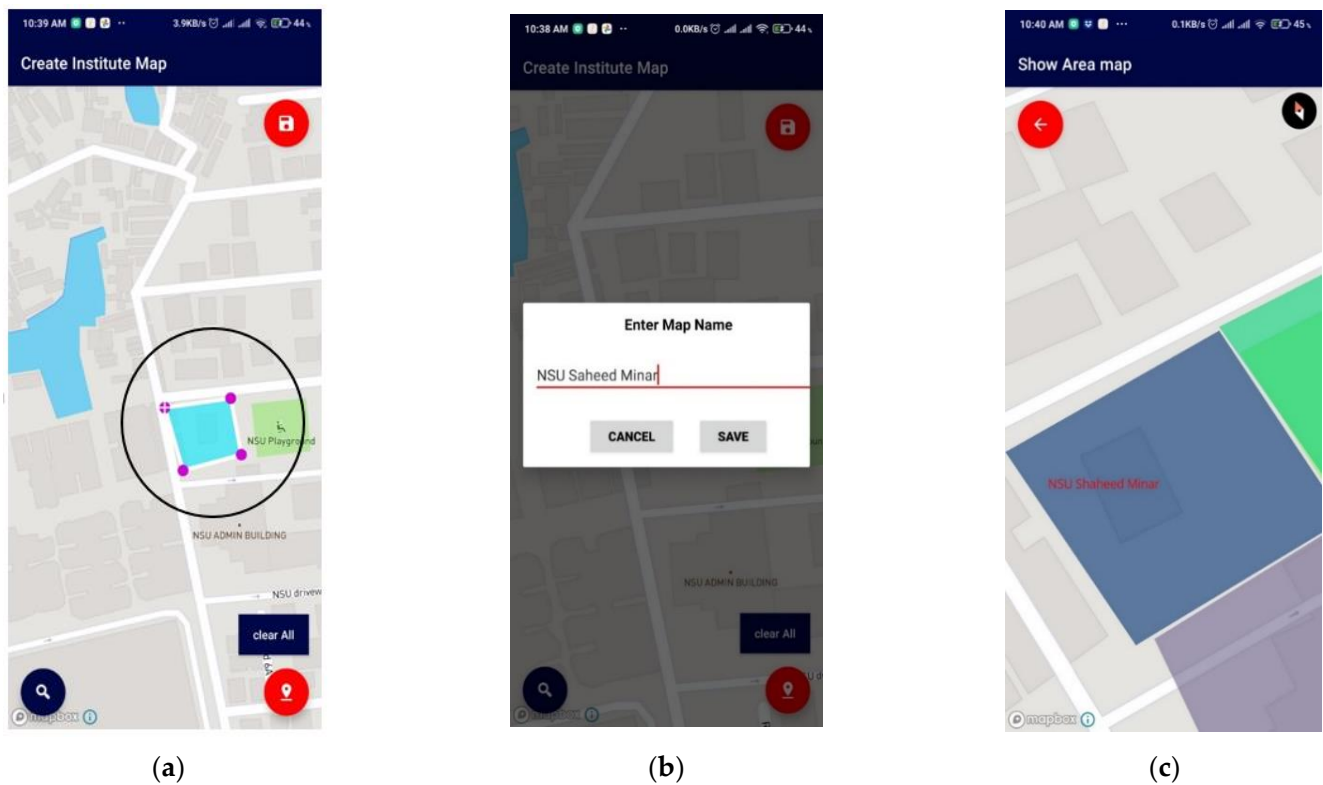 10:39 AM
3.9KB/s
44
Create Institute Map
NSU Playground
NSU ADMIN BUILDING
NSU drivew
clear All
mapbox
(a)
10:38 AM
0.0KB/s
44
Create Institute Map
Enter Map Name
NSU Saheed Minar
CANCEL
SAVE
NSU ADMIN BUILDING
clear All
mapbox
(b)
10:40 AM
0.1KB/s
45
Show Area map
NSU Shaheed Minar
mapbox
(c)